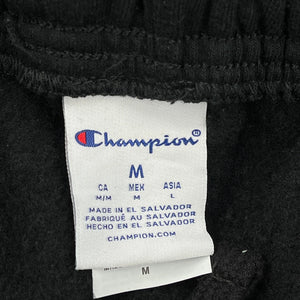 Champion®
M
CA MEX ASIA
M/M M L
MADE IN EL SALVADOR
FABRIQUÉ AU SALVADOR
HECHO EN EL SALVADOR
CHAMPION.COM
M